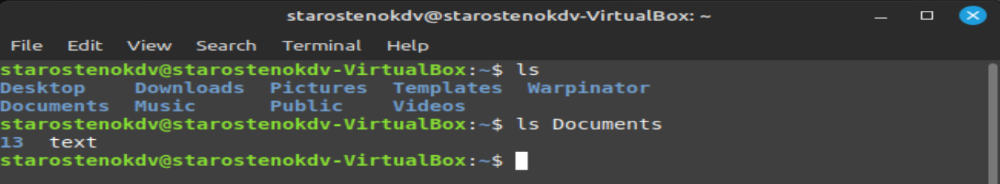 starostenokdv@starostenokdv-VirtualBox: ~
File Edit View Search Terminal Help
starostenokdv@starostenokdv-VirtualBox:~$ ls
Desktop Downloads Pictures Templates Warpinator
Documents Music Public Videos
starostenokdv@starostenokdv-VirtualBox:~$ ls Documents
13 text
starostenokdv@starostenokdv-VirtualBox:~$